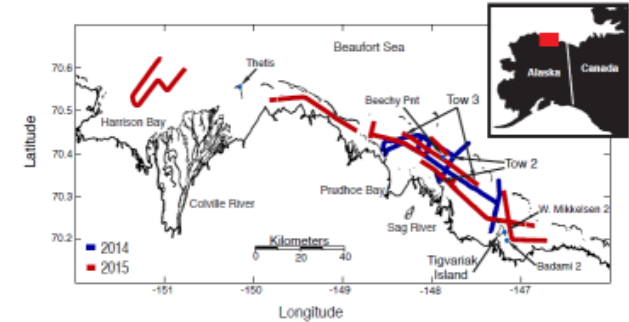 Beaufort Sea
Alaska
Canada
Thetis
70.6
Beechy Pnt
Tow 3
70.5
Harrison Bay
Latitude
70.4
Tow 2
Prudhoe Bay
70.3
Colville River
W. Mikkelsen 2
Sag River
70.2
Kilometers
2014
0
20
40
2015
Tigvariak
Island
Badami 2
-151
-150
-149
-148
-147
Longitude